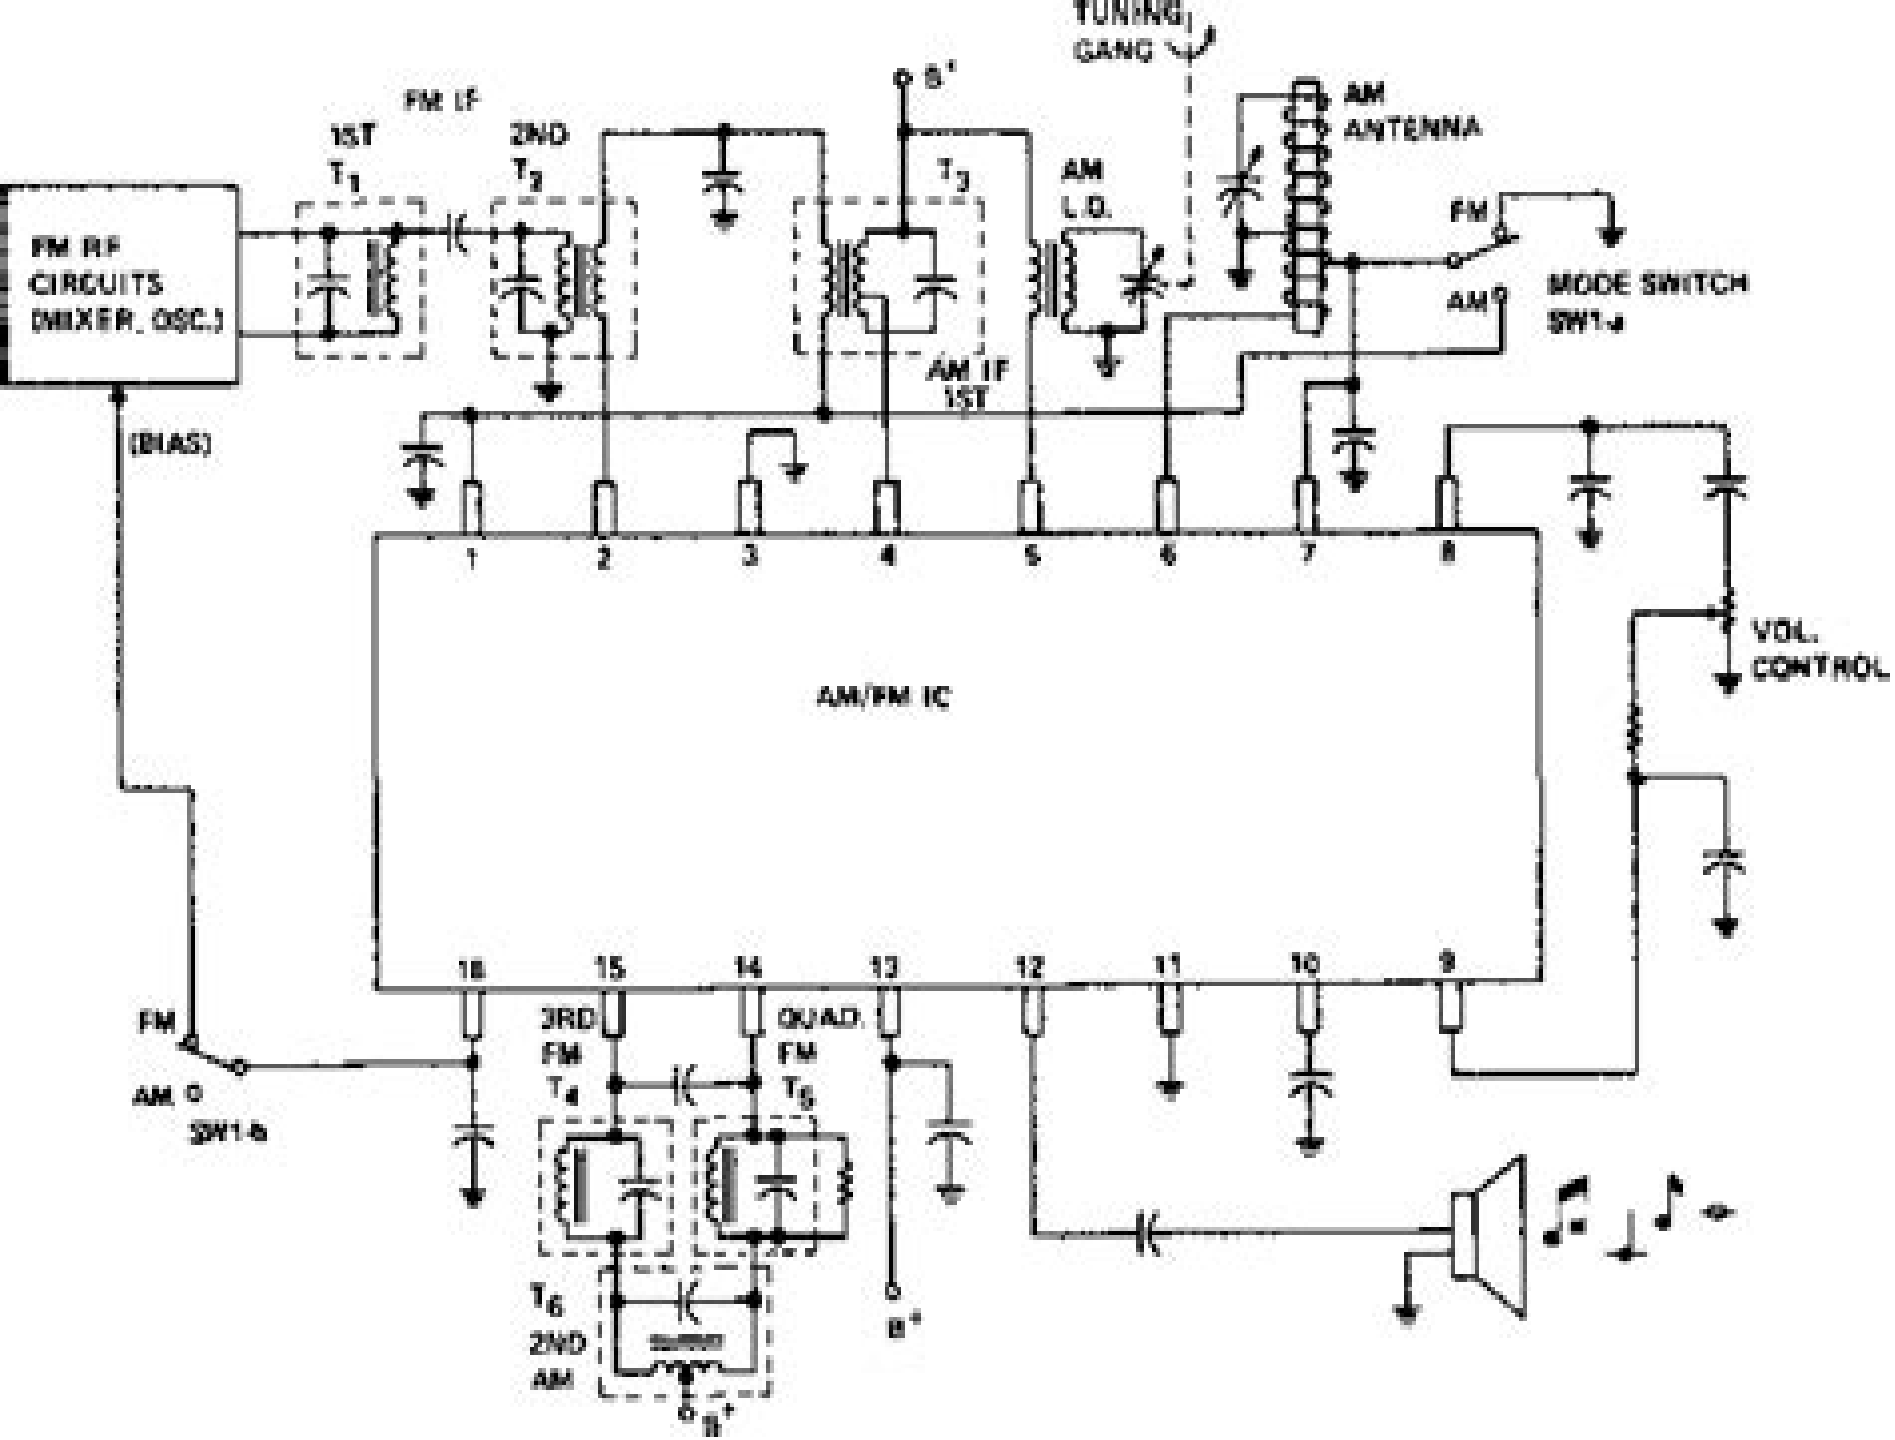 TUNING
GANG
B+
FM IF
1ST
T1
2ND
T2
T3
AM
L.O.
AM
ANTENNA
FM
AM
MODE SWITCH
SW1-a
FM RF
CIRCUITS
(MIXER, OSC.)
AM IF
1ST
(BIAS)
1
2
3
4
5
6
7
8
VOL.
CONTROL
AM/FM IC
16
15
14
13
12
11
10
9
FM
AM
SW1-b
3RD
FM
T4
QUAD.
FM
T5
T6
2ND
AM
B+
B+